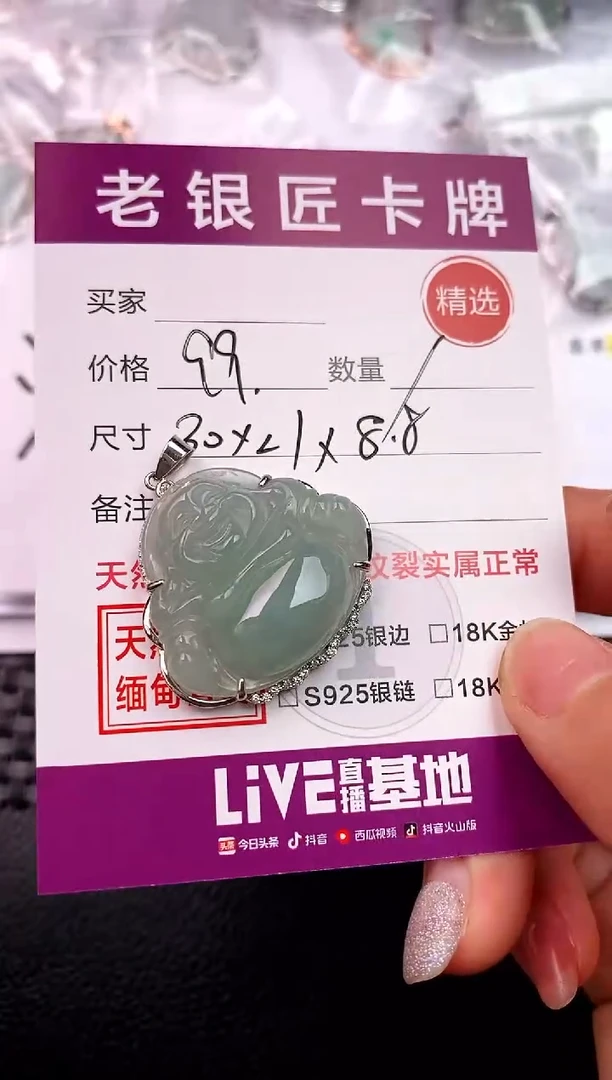 老银匠卡牌
精选
买家
价格 99. 数量
尺寸 30x21x8.8
备注
天 纹裂实属正常
天
25银边 □18K金
缅甸
□S925银链 □18K
LiVE直播基地
头条 今日头条 抖音 西瓜视频 抖音火山版